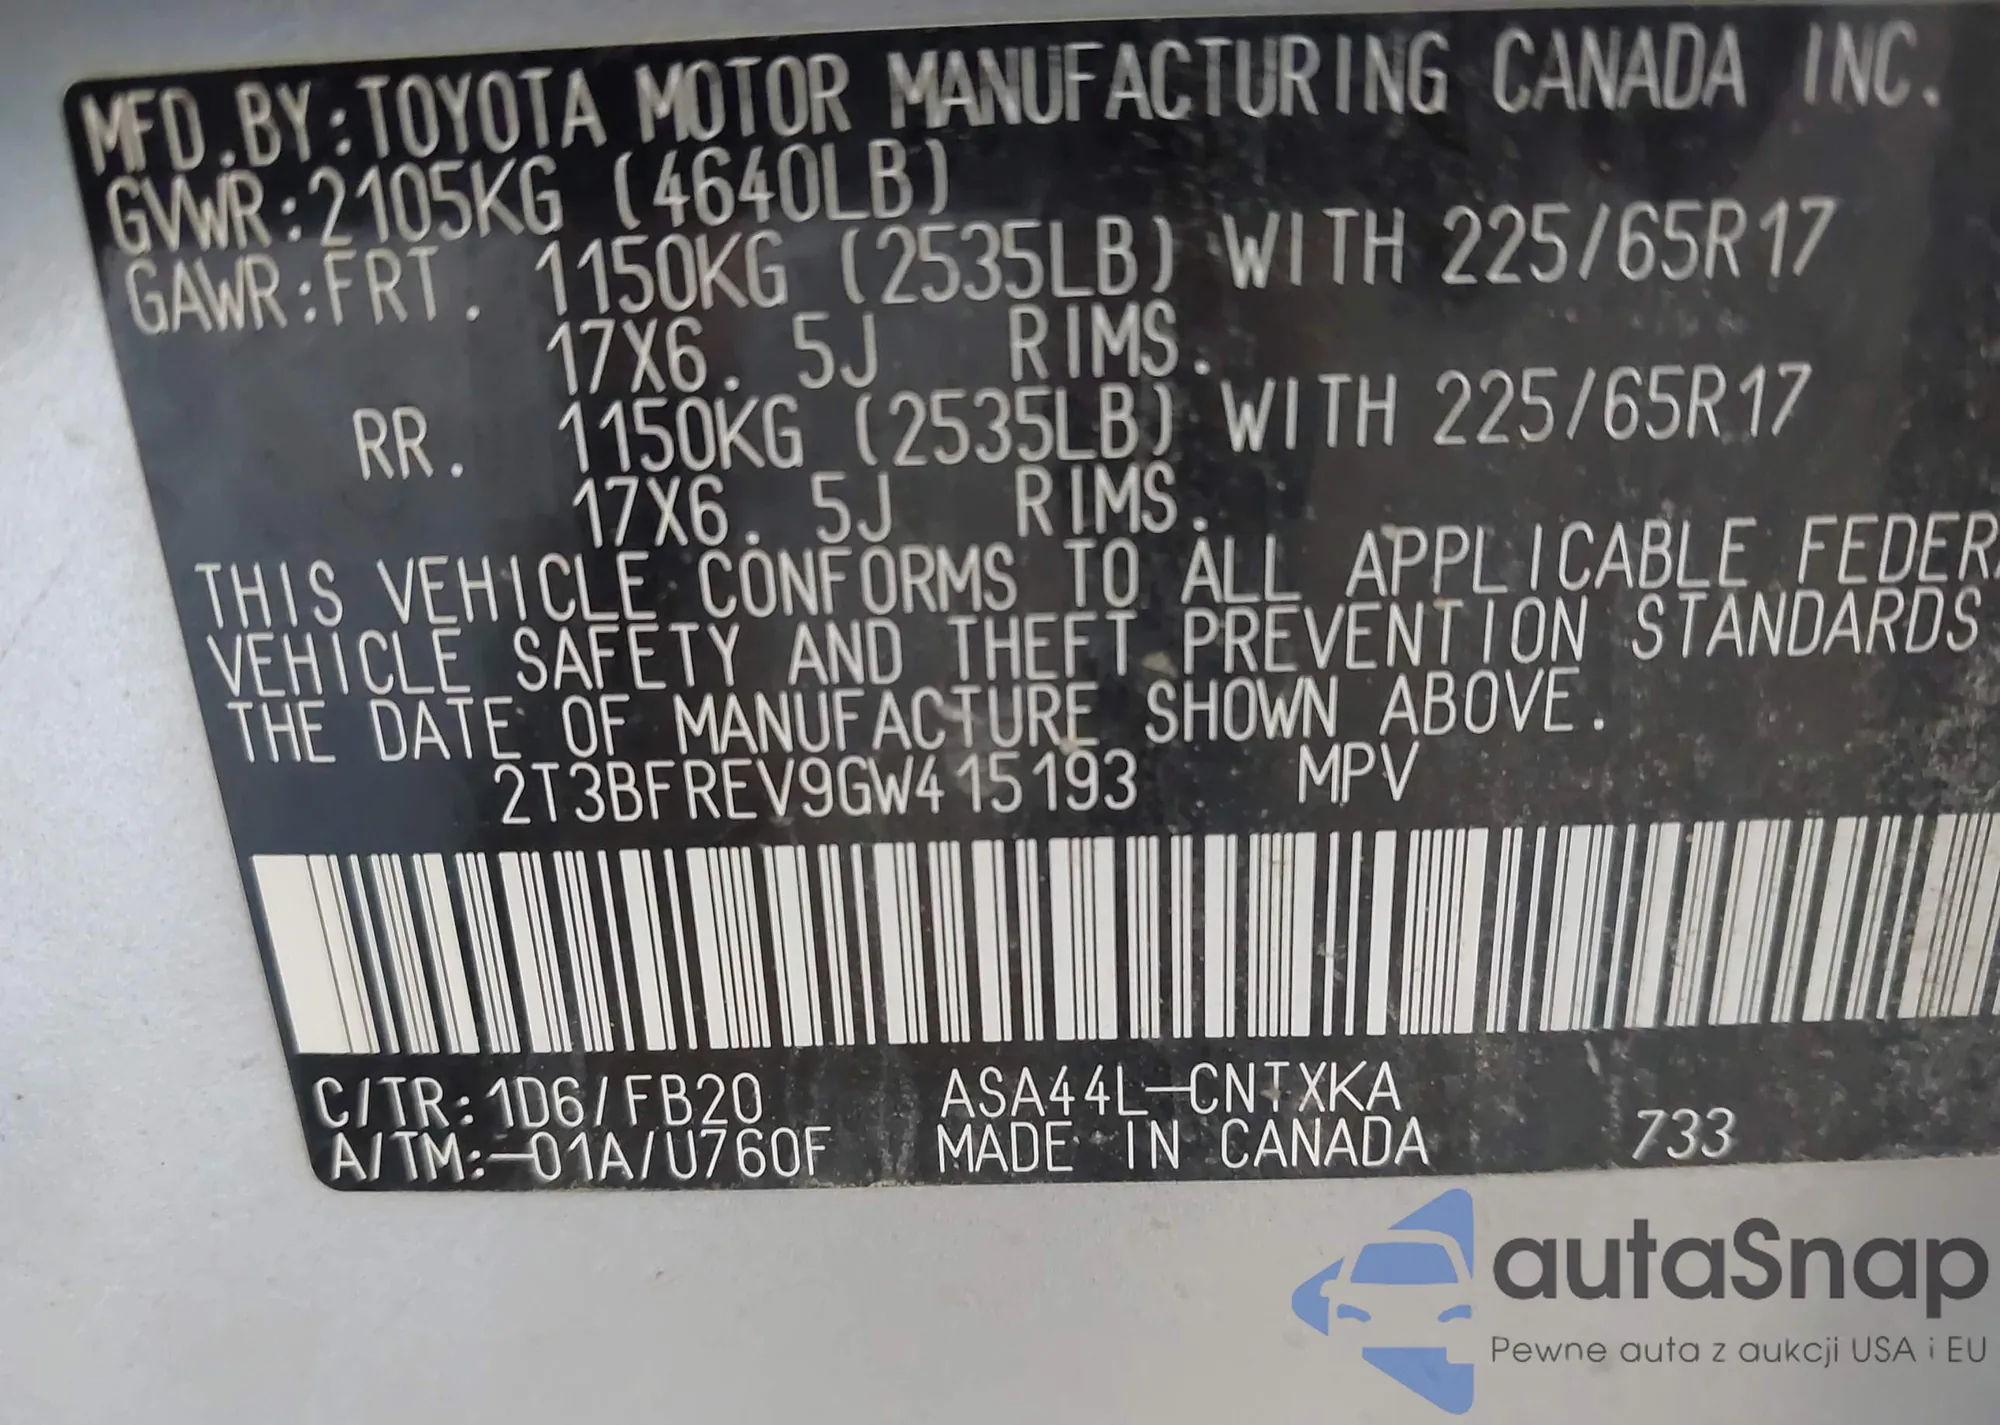 MFD.BY:TOYOTA MOTOR MANUFACTURING CANADA INC.
GVWR:2105KG (4640LB)
GAWR:FRT. 1150KG (2535LB) WITH 225/65R17
17X6.5J RIMS.
RR. 1150KG (2535LB) WITH 225/65R17
17X6.5J RIMS.
THIS VEHICLE CONFORMS TO ALL APPLICABLE
VEHICLE SAFETY AND THEFT PREVENTION STANDARDS
THE DATE OF MANUFACTURE SHOWN ABOVE.
2T3BFREV9GW415193 MPV
C/TR:1D6/FB20 ASA44L-CNTXKA
A/TM:-01A/U760F MADE IN CANADA 733
autaSnap
Pewne auta z aukcji USA i EU